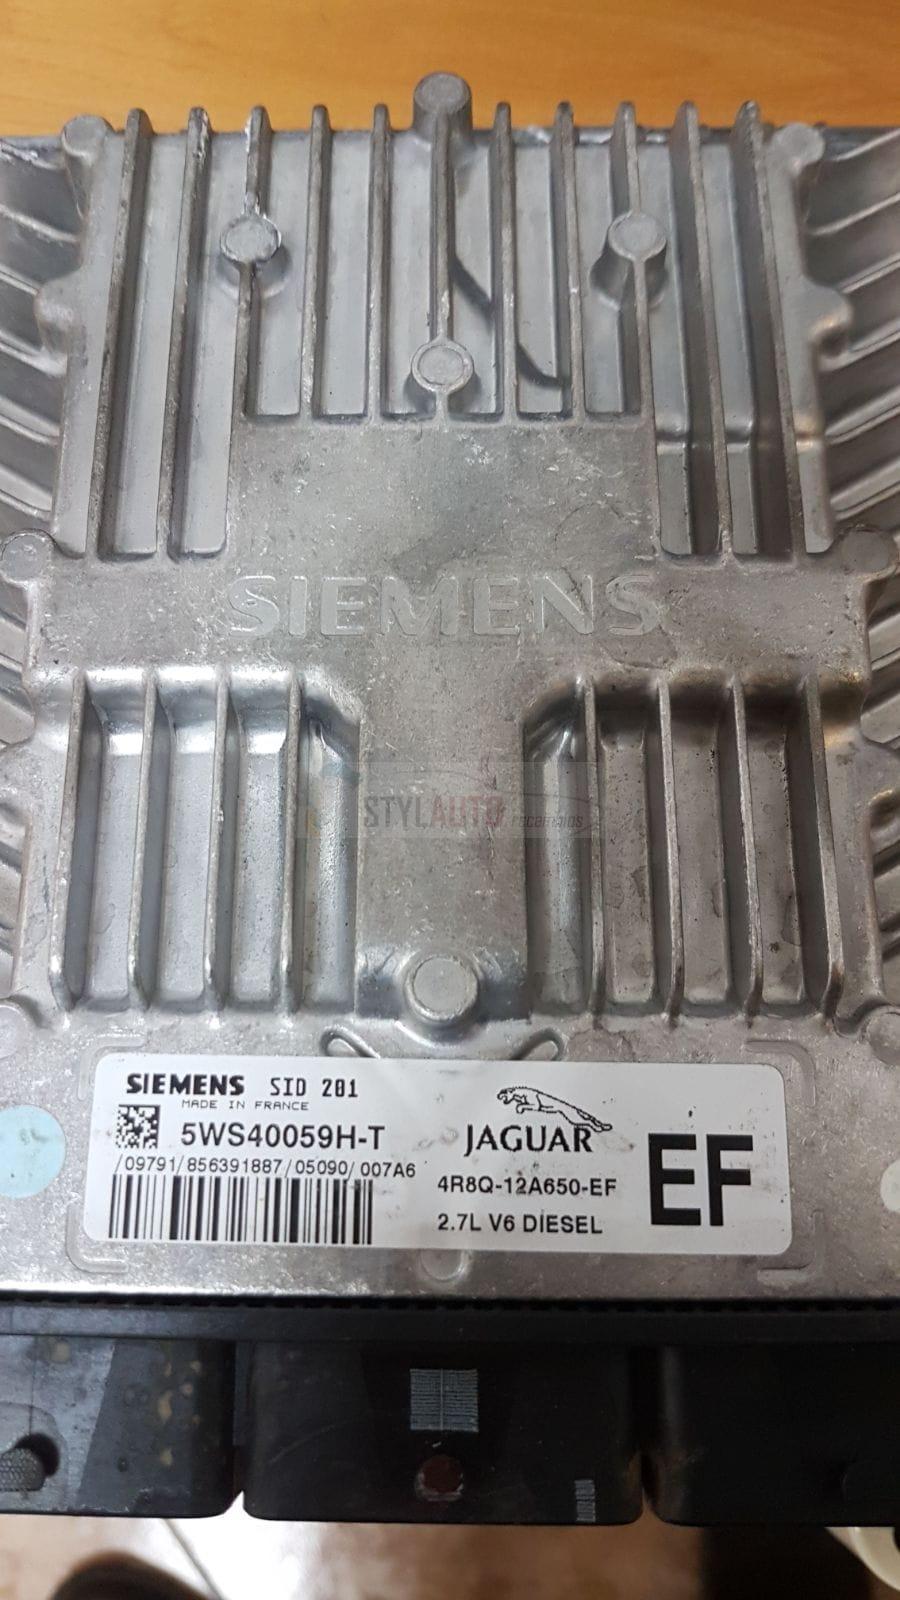 SIEMENS
STYLAUTO recambios
SIEMENS SID 201
MADE IN FRANCE
5WS40059H-T
/09791/856391887/05090/007A6
JAGUAR
4R8Q-12A650-EF
2.7L V6 DIESEL
EF